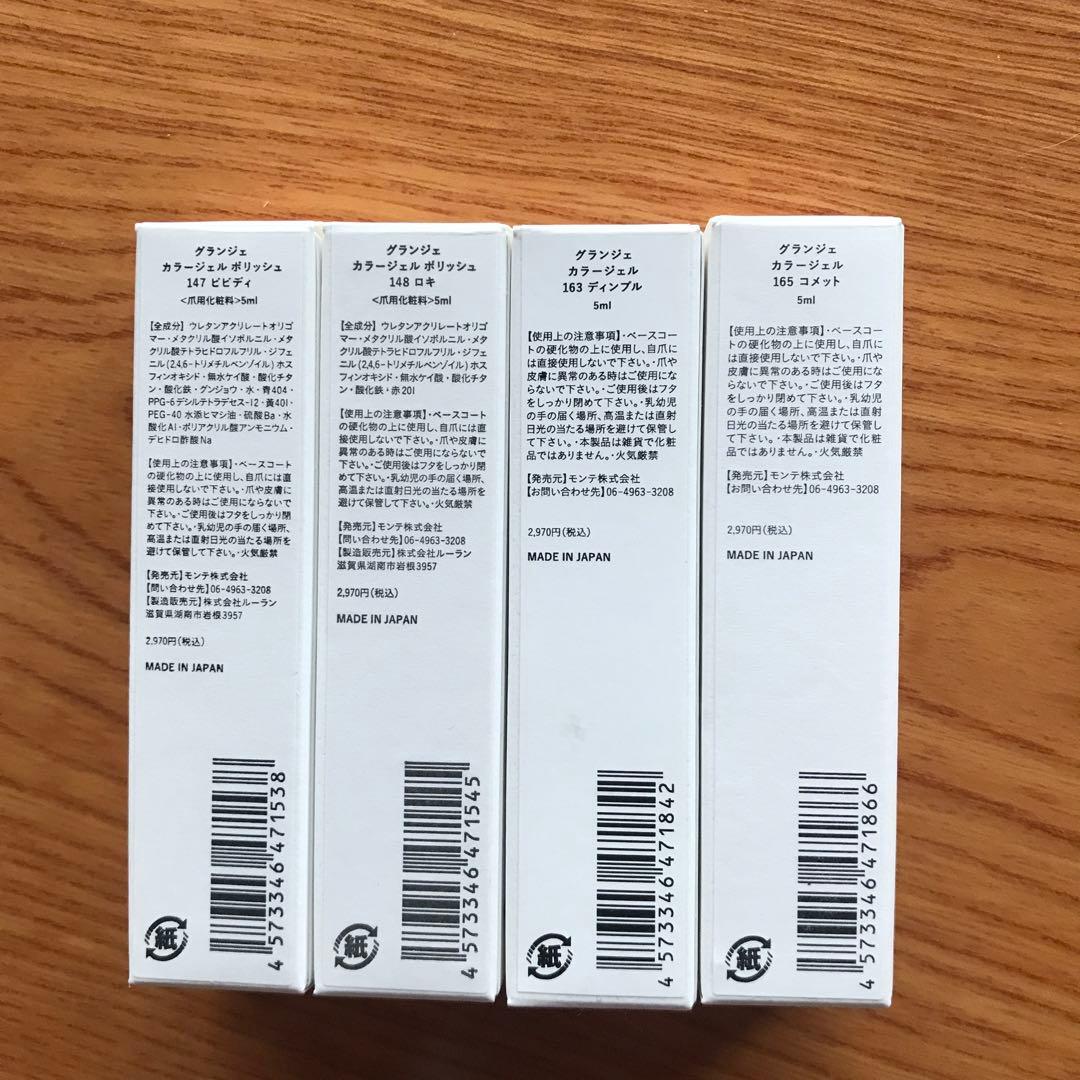 グランジェ
カラージェル ポリッシュ
147 ビビディ
<爪用化粧料>5ml
【全成分】ウレタンアクリレートオリゴ
マー・メタクリル酸イソボルニル・メタ
クリル酸テトラヒドロフルフリル・ジフェ
ニル(2,4,6-トリメチルベンゾイル)ホス
フィンオキシド・無水ケイ酸・酸化チタ
ン・酸化鉄・グンジョウ・水・青404・
PPG-6デシルテトラデセス-12・黃401・
PEG-40 水添ヒマシ油・硫酸Ba・水
酸化Al・ポリアクリル酸アンモニウム・
デヒドロ酢酸Na
【使用上の注意事項】・ベースコート
の硬化物の上に使用し、自爪には直
接使用しないで下さい。・爪や皮膚に
異常のある時はご使用にならないで
下さい。・ご使用後はフタをしっかり閉
めて下さい。・乳幼児の手の届く場所、
高温または直射日光の当たる場所を
避けて保管して下さい。・火気厳禁
【発売元】モンテ株式会社
【問い合わせ先】06-4963-3208
【製造販売元】株式会社ルーラン
滋賀県湖南市岩根3957
2,970円(税込)
MADE IN JAPAN
紙
4 573346 471538
グランジェ
カラージェル ポリッシュ
148 ロキ
<爪用化粧料>5ml
【全成分】ウレタンアクリレートオリゴ
マー・メタクリル酸イソボルニル・メタ
クリル酸テトラヒドロフルフリル・ジフェ
ニル(2,4,6-トリメチルベンゾイル)ホス
フィンオキシド・無水ケイ酸・酸化チタ
ン・酸化鉄・赤201
【使用上の注意事項】・ベースコート
の硬化物の上に使用し、自爪には直
接使用しないで下さい。・爪や皮膚に
異常のある時はご使用にならないで
下さい。・ご使用後はフタをしっかり閉
めて下さい。・乳幼児の手の届く場所、
高温または直射日光の当たる場所を
避けて保管して下さい。・火気厳禁
【発売元】モンテ株式会社
【問い合わせ先】06-4963-3208
【製造販売元】株式会社ルーラン
滋賀県湖南市岩根3957
2,970円(税込)
MADE IN JAPAN
紙
4 573346 471545
グランジェ
カラージェル
163 ディンプル
5ml
【使用上の注意事項】・ベースコー
トの硬化物の上に使用し、自爪に
は直接使用しないで下さい。・爪や
皮膚に異常のある時はご使用にな
らないで下さい。・ご使用後はフタ
をしっかり閉めて下さい。・乳幼児
の手の届く場所、高温または直射
日光の当たる場所を避けて保管し
て下さい。・本製品は雑貨で化粧
品ではありません。・火気厳禁
【発売元】モンテ株式会社
【お問い合わせ先】06-4963-3208
2,970円(税込)
MADE IN JAPAN
紙
4 573346 471842
グランジェ
カラージェル
165 コメット
5ml
【使用上の注意事項】・ベースコー
トの硬化物の上に使用し、自爪に
は直接使用しないで下さい。・爪や
皮膚に異常のある時はご使用にな
らないで下さい。・ご使用後はフタ
をしっかり閉めて下さい。・乳幼児
の手の届く場所、高温または直射
日光の当たる場所を避けて保管し
て下さい。・本製品は雑貨で化粧
品ではありません。・火気厳禁
【発売元】モンテ株式会社
【お問い合わせ先】06-4963-3208
2,970円(税込)
MADE IN JAPAN
紙
4 573346 471866